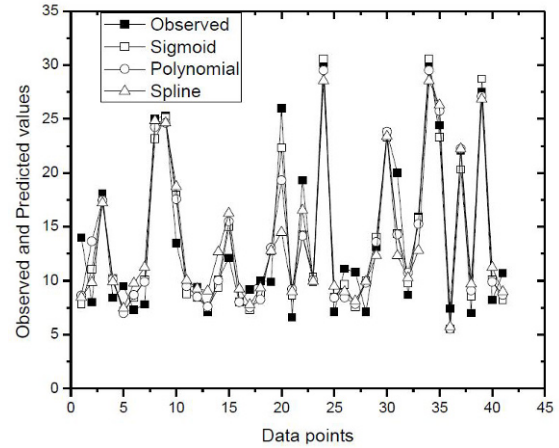 Observed
Sigmoid
Polynomial
Spline
Observed and Predicted values
35
30
25
20
15
10
5
0
0 5 10 15 20 25 30 35 40 45
Data points